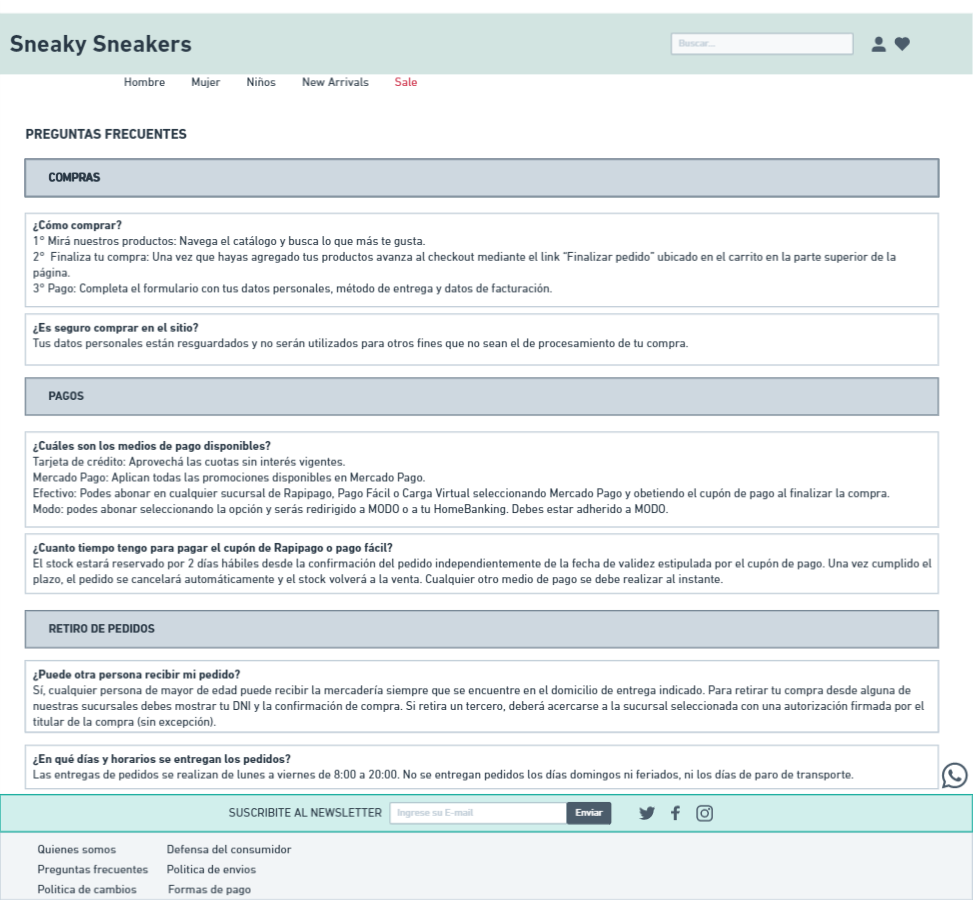 Sneaky Sneakers
Buscar...
Hombre Mujer Niños New Arrivals Sale
PREGUNTAS FRECUENTES
COMPRAS
¿Cómo comprar?
1° Mirá nuestros productos: Navega el catálogo y busca lo que más te gusta.
2° Finaliza tu compra: Una vez que hayas agregado tus productos avanza al checkout mediante el link “Finalizar pedido” ubicado en el carrito en la parte superior de la
página.
3° Pago: Completa el formulario con tus datos personales, método de entrega y datos de facturación.
¿Es seguro comprar en el sitio?
Tus datos personales están resguardados y no serán utilizados para otros fines que no sean el de procesamiento de tu compra.
PAGOS
¿Cuáles son los medios de pago disponibles?
Tarjeta de crédito: Aprovechá las cuotas sin interés vigentes.
Mercado Pago: Aplican todas las promociones disponibles en Mercado Pago.
Efectivo: Podes abonar en cualquier sucursal de Rapipago, Pago Fácil o Carga Virtual seleccionando Mercado Pago y obetiendo el cupón de pago al finalizar la compra.
Modo: podes abonar seleccionando la opción y serás redirigido a MODO o a tu HomeBanking. Debes estar adherido a MODO.
¿Cuanto tiempo tengo para pagar el cupón de Rapipago o pago fácil?
El stock estará reservado por 2 días hábiles desde la confirmación del pedido independientemente de la fecha de validez estipulada por el cupón de pago. Una vez cumplido el
plazo, el pedido se cancelará automáticamente y el stock volverá a la venta. Cualquier otro medio de pago se debe realizar al instante.
RETIRO DE PEDIDOS
¿Puede otra persona recibir mi pedido?
Sí, cualquier persona de mayor de edad puede recibir la mercadería siempre que se encuentre en el domicilio de entrega indicado. Para retirar tu compra desde alguna de
nuestras sucursales debes mostrar tu DNI y la confirmación de compra. Si retira un tercero, deberá acercarse a la sucursal seleccionada con una autorización firmada por el
titular de la compra (sin excepción).
¿En qué días y horarios se entregan los pedidos?
Las entregas de pedidos se realizan de lunes a viernes de 8:00 a 20:00. No se entregan pedidos los días domingos ni feriados, ni los días de paro de transporte.
SUSCRIBITE AL NEWSLETTER Ingrese su E-mail Enviar
Quienes somos Defensa del consumidor
Preguntas frecuentes Politica de envios
Politica de cambios Formas de pago